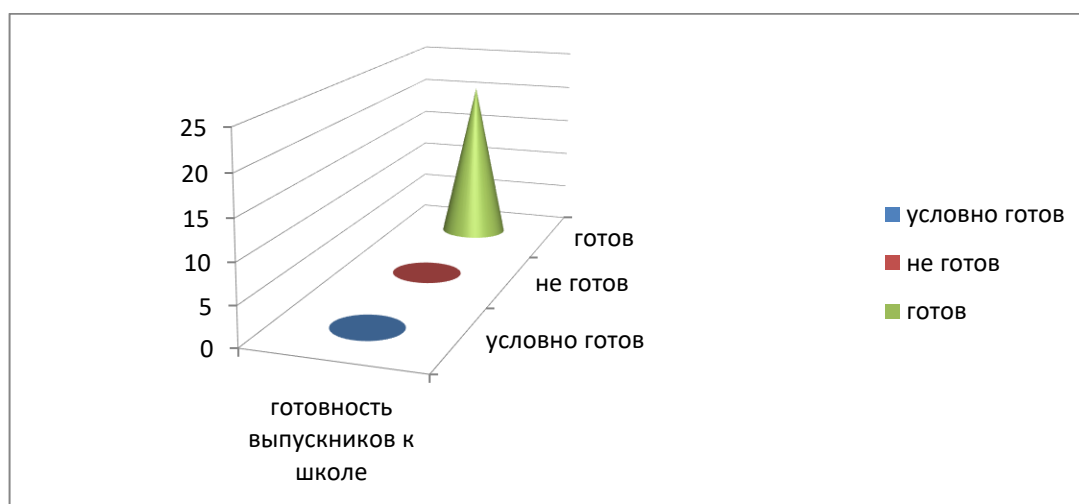 25
20
15
10
5
0
готов
не готов
условно готов
готовность
выпускников к
школе
условно готов
не готов
готов